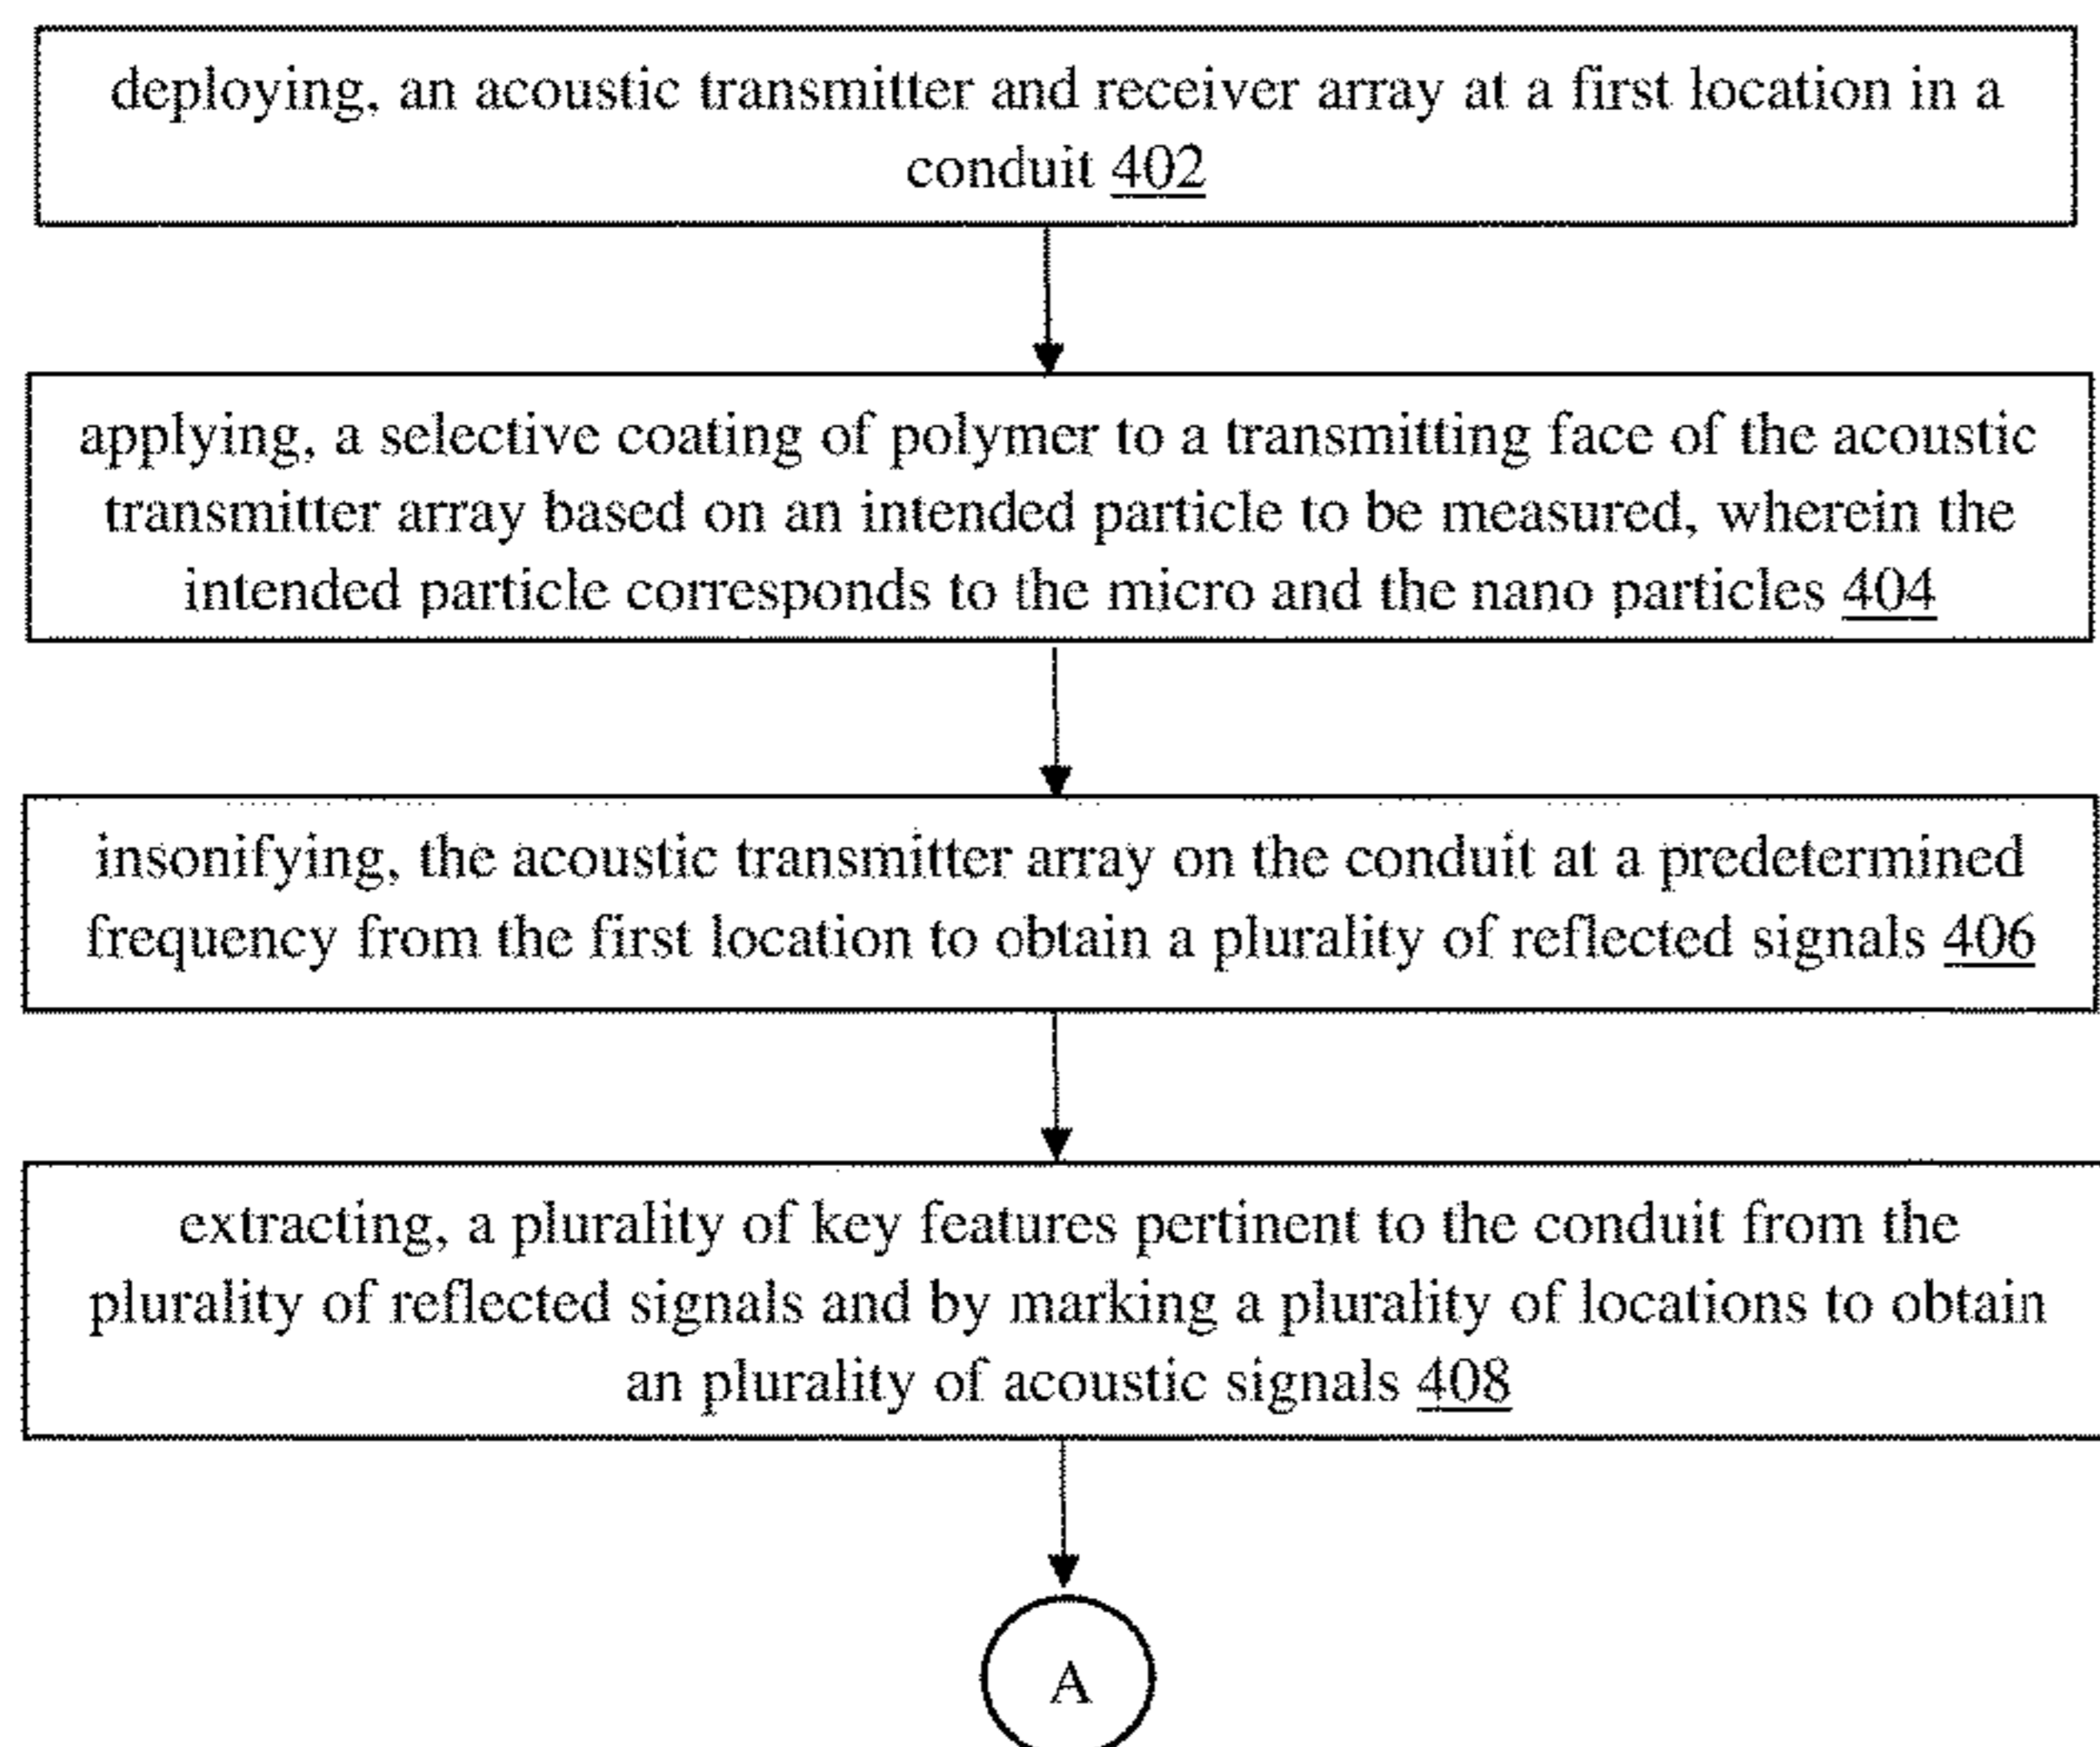 deploying, an acoustic transmitter and receiver array at a first location in a
conduit 402
applying, a selective coating of polymer to a transmitting face of the acoustic
transmitter array based on an intended particle to be measured, wherein the
intended particle corresponds to the micro and the nano particles 404
insonifying, the acoustic transmitter array on the conduit at a predetermined
frequency from the first location to obtain a plurality of reflected signals 406
extracting, a plurality of key features pertinent to the conduit from the
plurality of reflected signals and by marking a plurality of locations to obtain
an plurality of acoustic signals 408
A